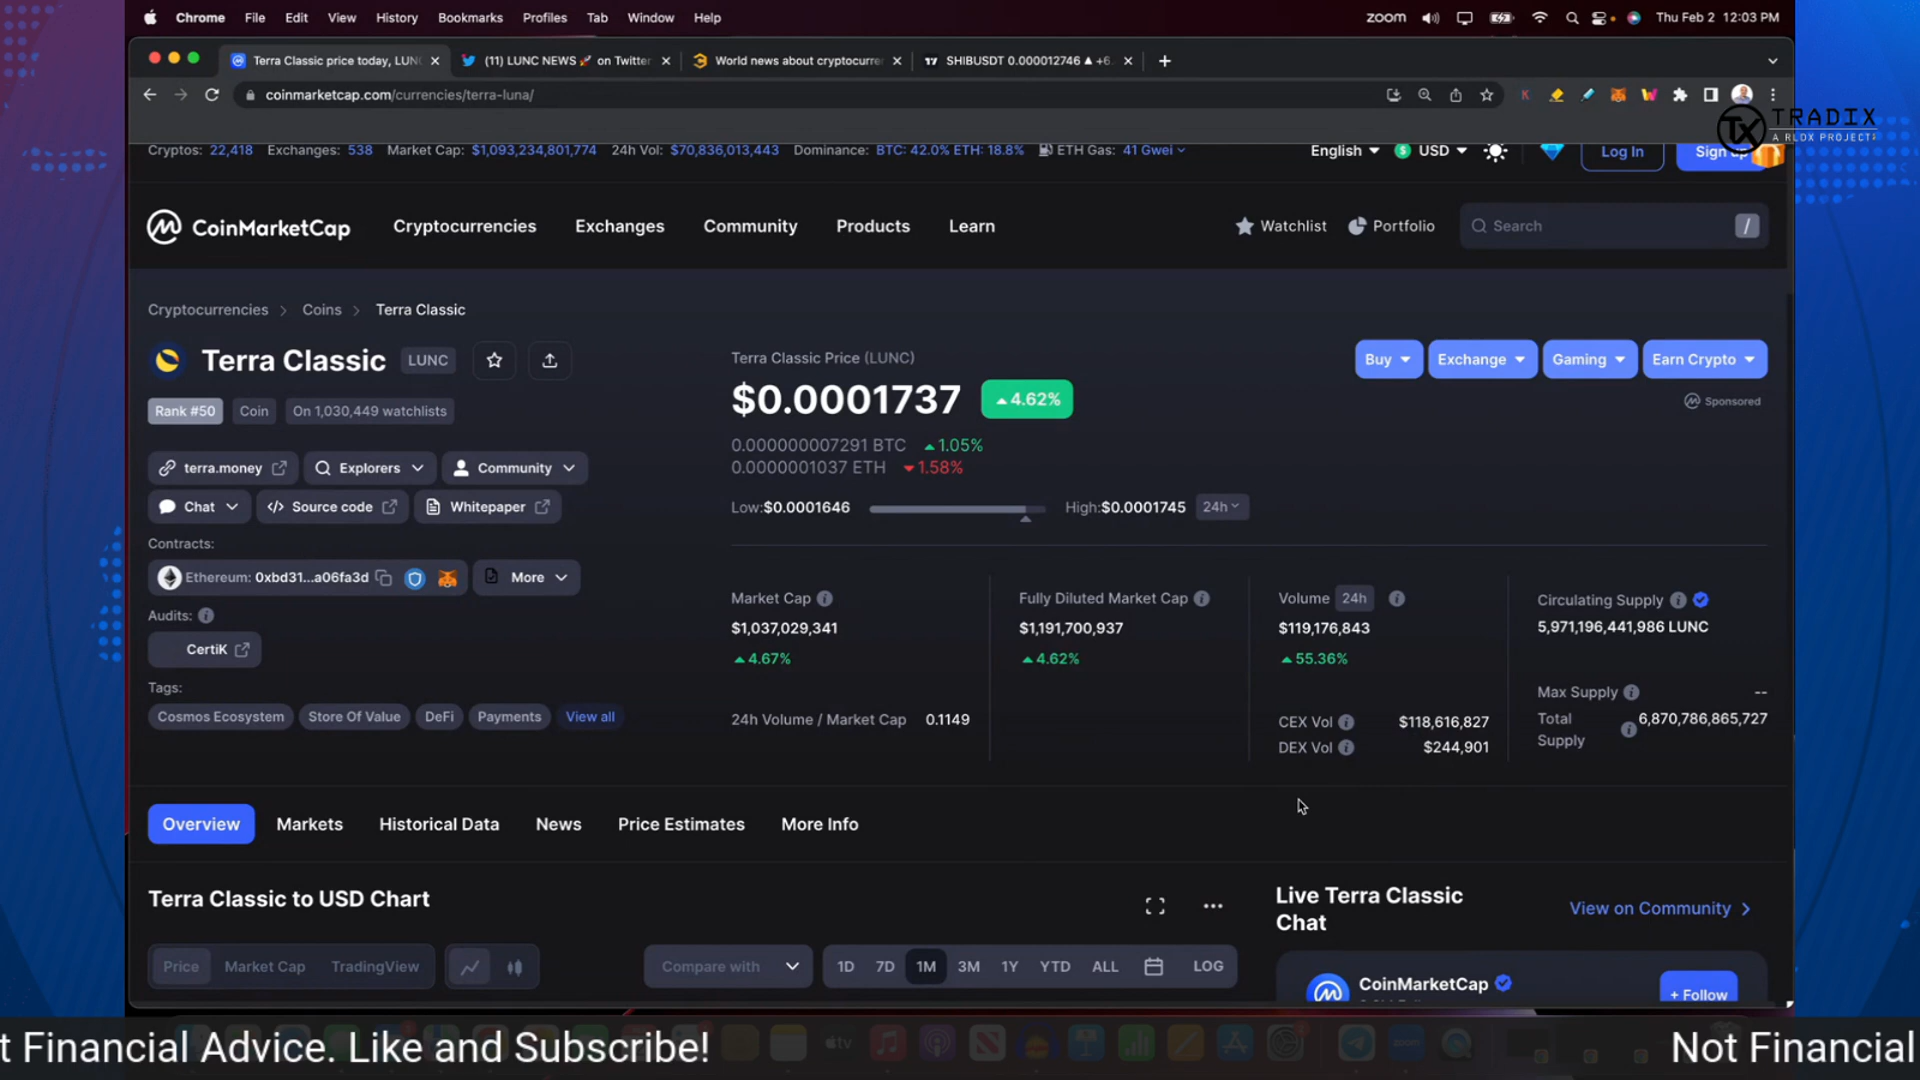 Chrome File Edit View History Bookmarks Profiles Tab Window Help
zoom Thu Feb 2 12:03 PM
Terra Classic price today, LUNC
(11) LUNC NEWS 🚀 on Twitter
World news about cryptocurre
SHIBUSDT 0.000012746 ▲ +6.
coinmarketcap.com/currencies/terra-luna/
TX TRADIX
A RLDX PROJECT
Cryptos: 22,418 Exchanges: 538 Market Cap: $1,093,234,801,774 24h Vol: $70,836,013,443 Dominance: BTC: 42.0% ETH: 18.8% ETH Gas: 41 Gwei
English USD Log In Sign up
CoinMarketCap Cryptocurrencies Exchanges Community Products Learn
Watchlist Portfolio Search /
Cryptocurrencies > Coins > Terra Classic
Terra Classic LUNC
Rank #50 Coin On 1,030,449 watchlists
terra.money Explorers Community
Chat Source code Whitepaper
Contracts:
Ethereum: 0xbd31...a06fa3d More
Audits:
CertiK
Tags:
Cosmos Ecosystem Store Of Value DeFi Payments View all
Terra Classic Price (LUNC)
$0.0001737 ▲4.62%
0.000000007291 BTC ▲1.05%
0.0000001037 ETH ▼1.58%
Low:$0.0001646 High:$0.0001745 24h
Buy Exchange Gaming Earn Crypto
Sponsored
Market Cap
$1,037,029,341
▲4.67%
24h Volume / Market Cap 0.1149
Fully Diluted Market Cap
$1,191,700,937
▲4.62%
Volume 24h
$119,176,843
▲55.36%
CEX Vol $118,616,827
DEX Vol $244,901
Circulating Supply
5,971,196,441,986 LUNC
Max Supply --
Total Supply 6,870,786,865,727
Overview Markets Historical Data News Price Estimates More Info
Terra Classic to USD Chart
Price Market Cap TradingView
Compare with
1D 7D 1M 3M 1Y YTD ALL LOG
Live Terra Classic
Chat
View on Community >
CoinMarketCap
+ Follow
t Financial Advice. Like and Subscribe!
Not Financial